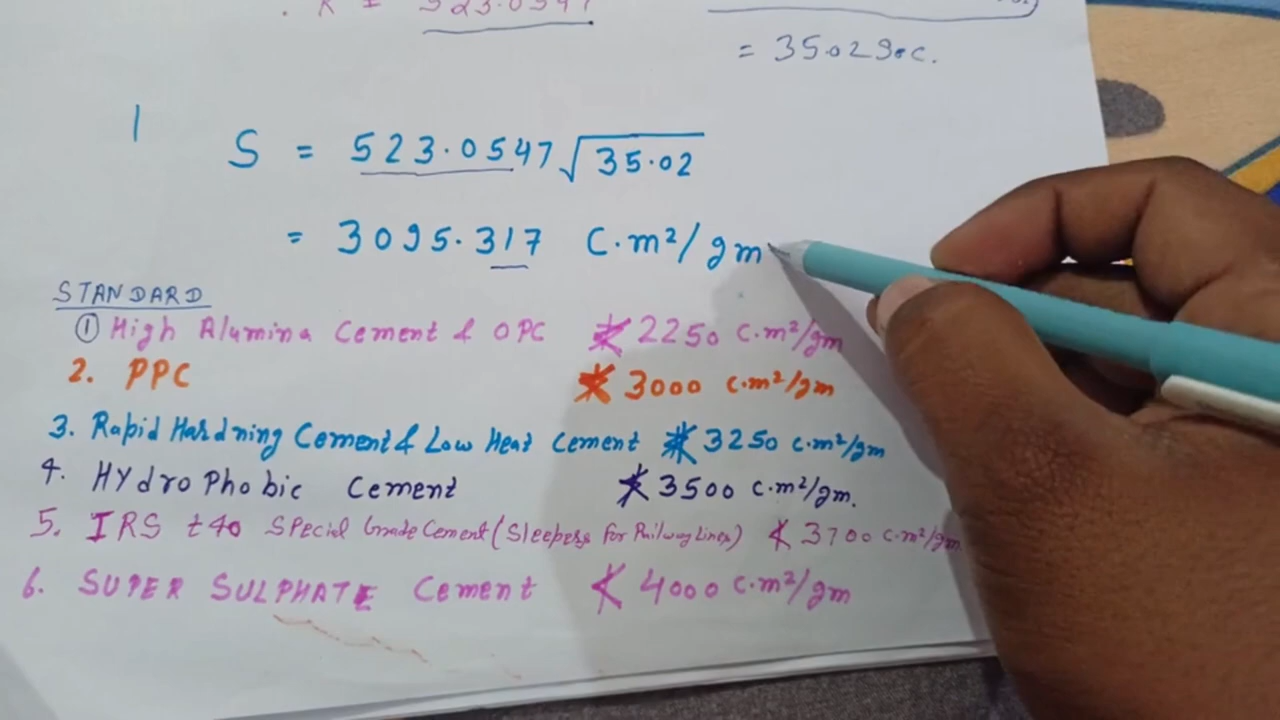 . K = 523.0547
= 35.02 Sec.
S = 523.0547√35.02
= 3095.317 C.m²/gm
STANDARD
① High Alumina Cement & OPC ≮ 2250 C.m²/gm
2. PPC ≮ 3000 C.m²/gm
3. Rapid Hardning Cement & Low Heat Cement ≮ 3250 C.m²/gm
4. HYdroPhobic Cement ≮ 3500 C.m²/gm.
5. IRS t40 SPecial Grade Cement (Sleepers For Railway Lines) ≮ 3700 C.m²/gm
6. SUPER SULPHATE Cement ≮ 4000 C.m²/gm